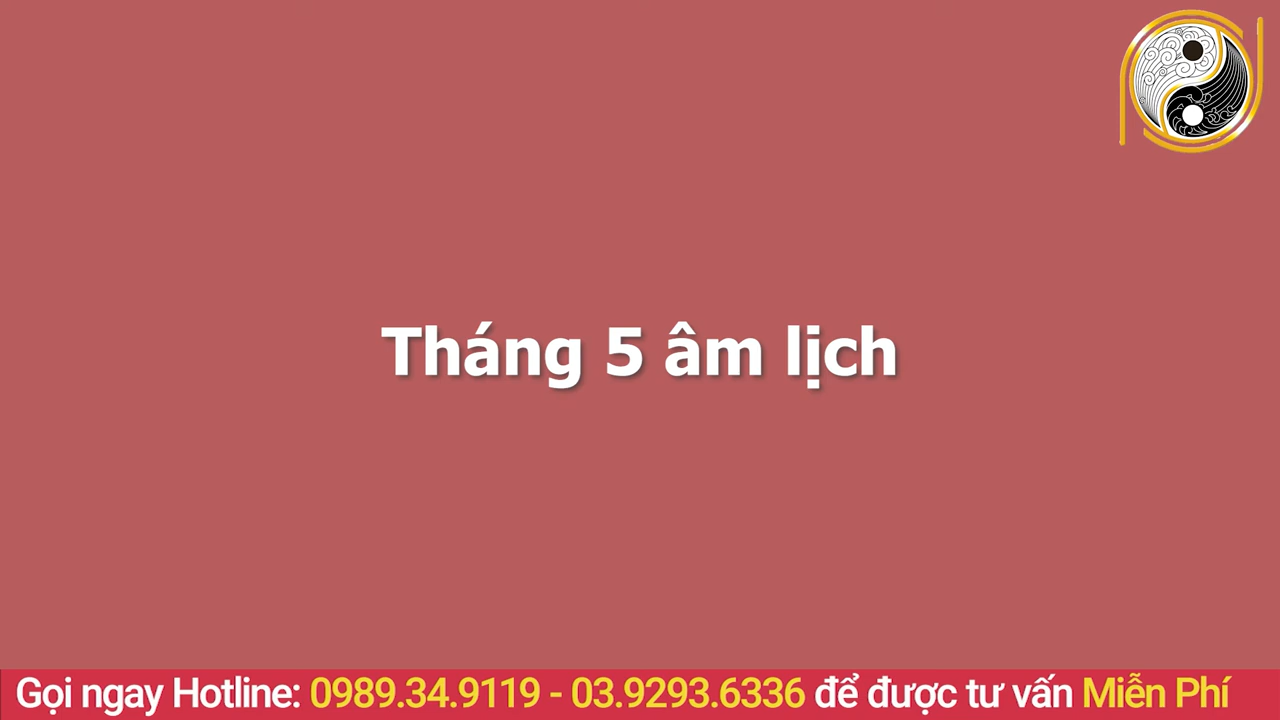 Tháng 5 âm lịch
Gọi ngay Hotline: 0989.34.9119 - 03.9293.6336 để được tư vấn Miễn Phí